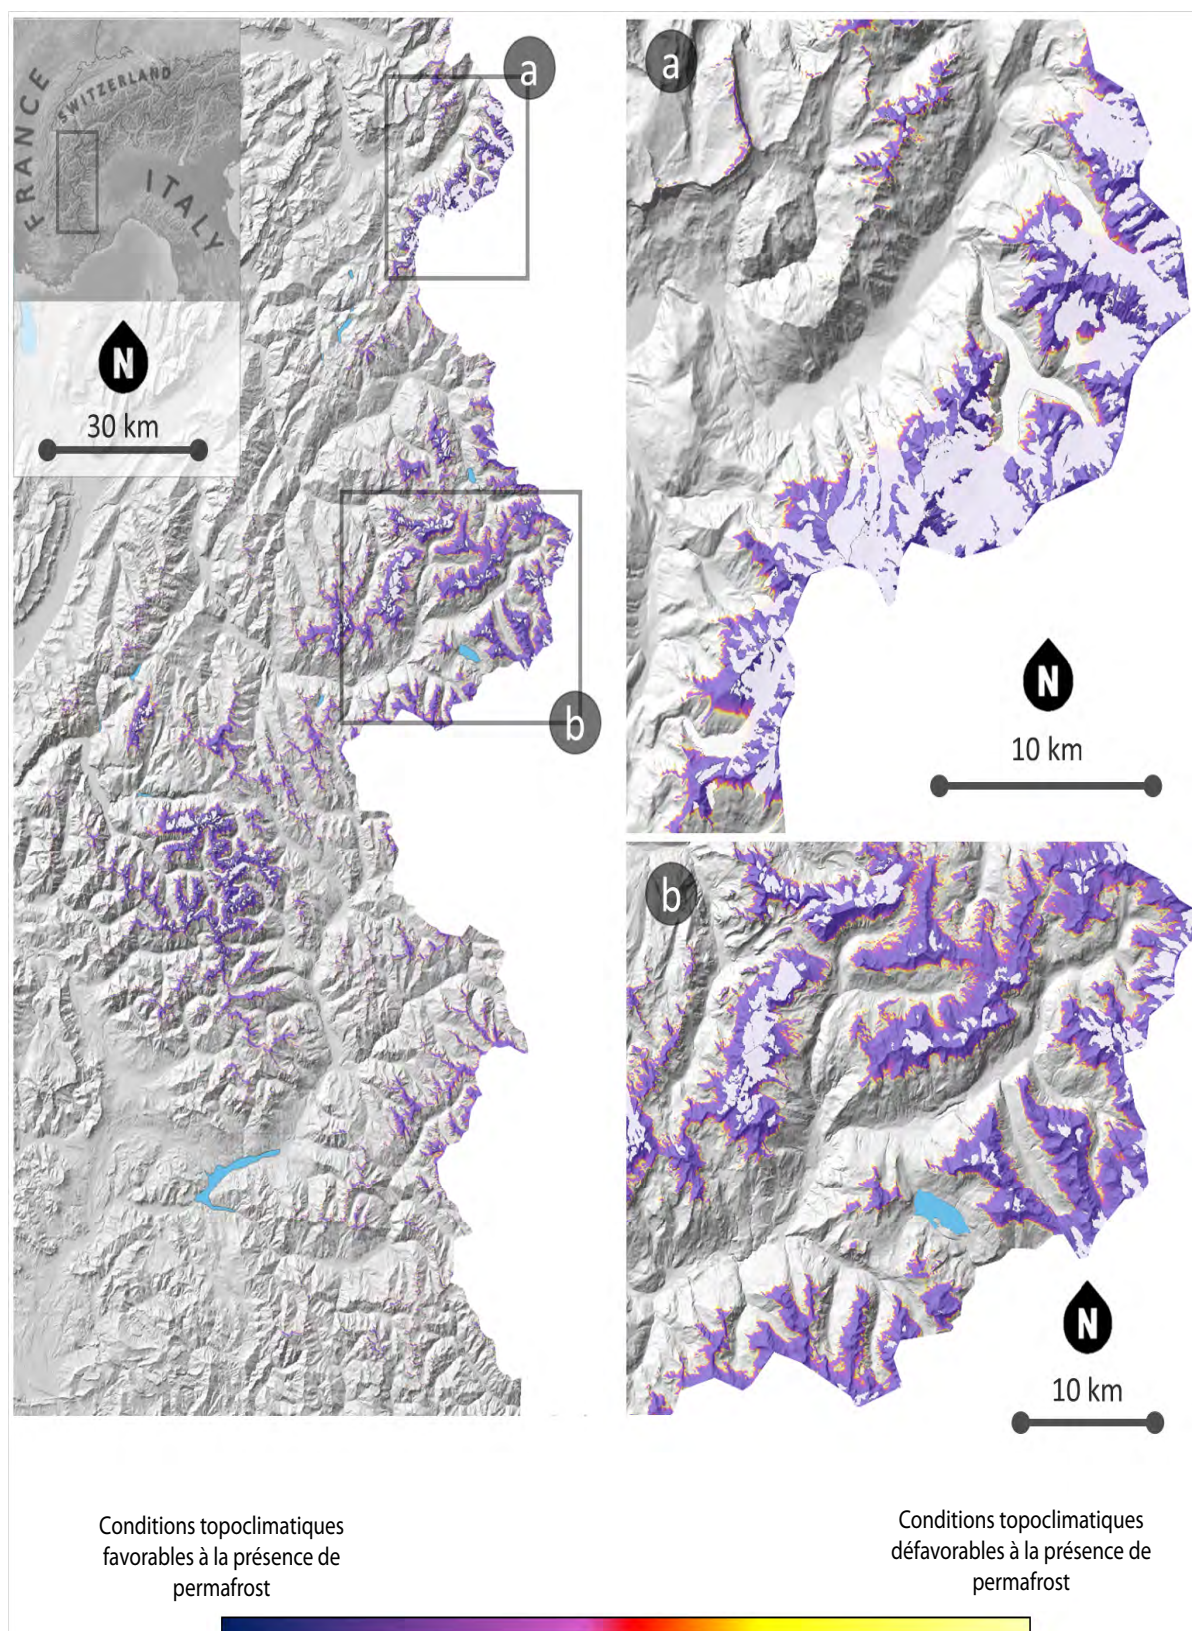 FRANCE
SWITZERLAND
ITALY
N
30 km
a
b
a
N
10 km
b
N
10 km
Conditions topoclimatiques
favorables à la présence de
permafrost
Conditions topoclimatiques
défavorables à la présence de
permafrost